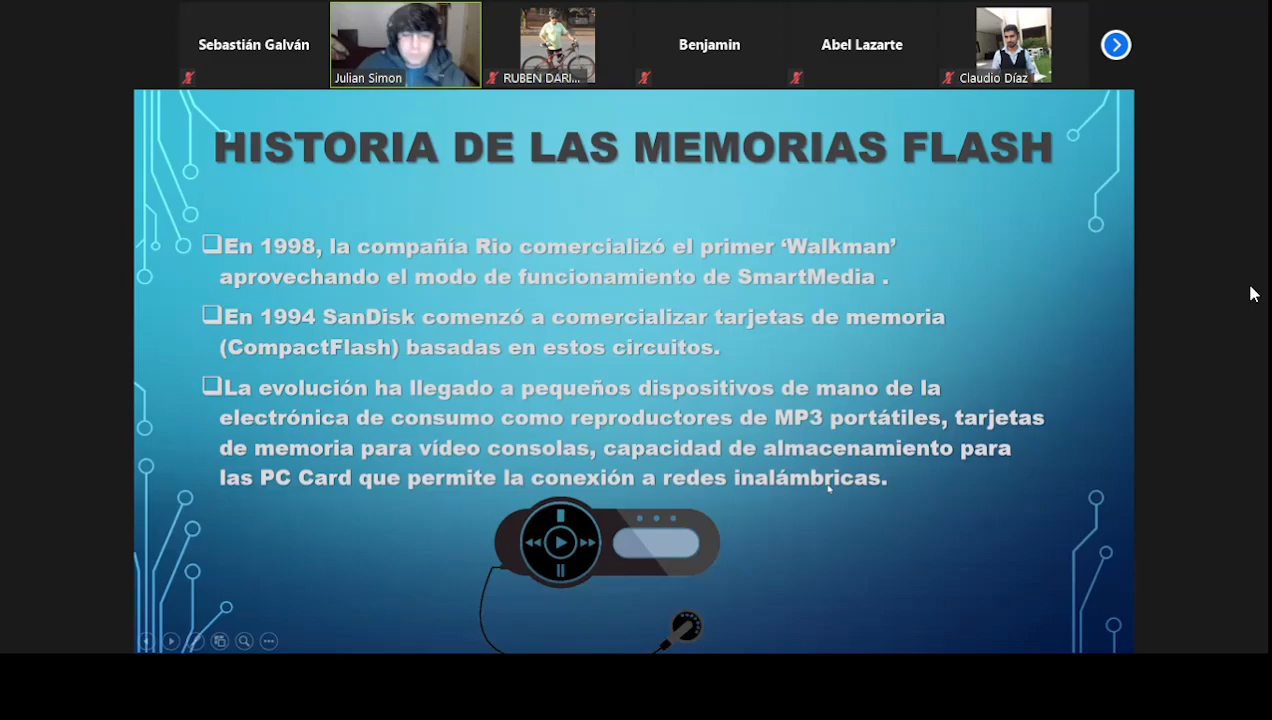 Sebastián Galván
Julian Simon
RUBEN DARI...
Benjamin
Abel Lazarte
Claudio Díaz
HISTORIA DE LAS MEMORIAS FLASH
En 1998, la compañía Rio comercializó el primer ‘Walkman’
aprovechando el modo de funcionamiento de SmartMedia .
En 1994 SanDisk comenzó a comercializar tarjetas de memoria
(CompactFlash) basadas en estos circuitos.
La evolución ha llegado a pequeños dispositivos de mano de la
electrónica de consumo como reproductores de MP3 portátiles, tarjetas
de memoria para vídeo consolas, capacidad de almacenamiento para
las PC Card que permite la conexión a redes inalámbricas.